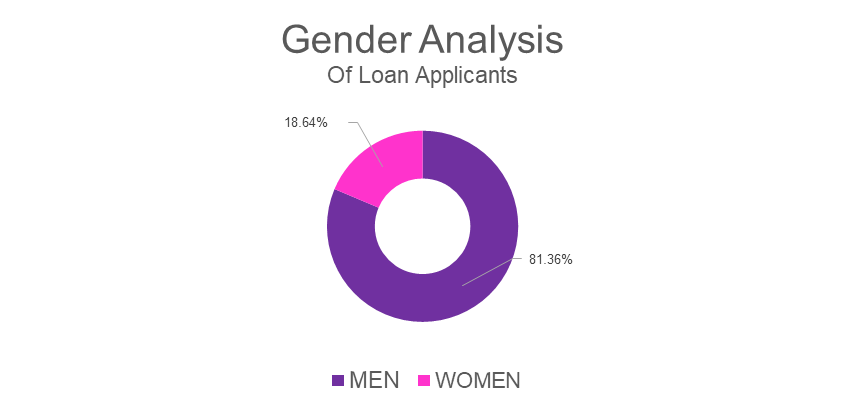 Gender Analysis
Of Loan Applicants
18.64%
81.36%
MEN WOMEN